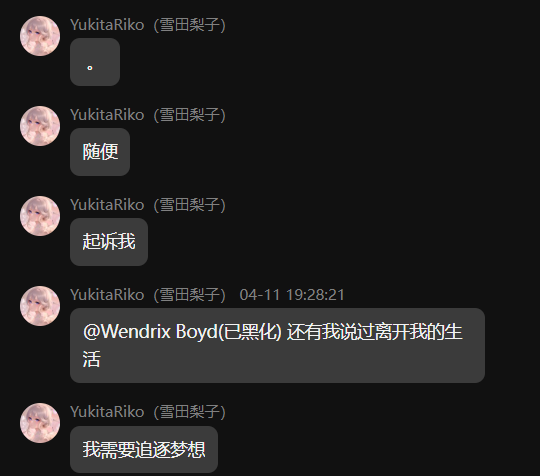 YukitaRiko（雪田梨子）
。
YukitaRiko（雪田梨子）
随便
YukitaRiko（雪田梨子）
起诉我
YukitaRiko（雪田梨子） 04-11 19:28:21
@Wendrix Boyd(已黑化) 还有我说过离开我的生
活
YukitaRiko（雪田梨子）
我需要追逐梦想